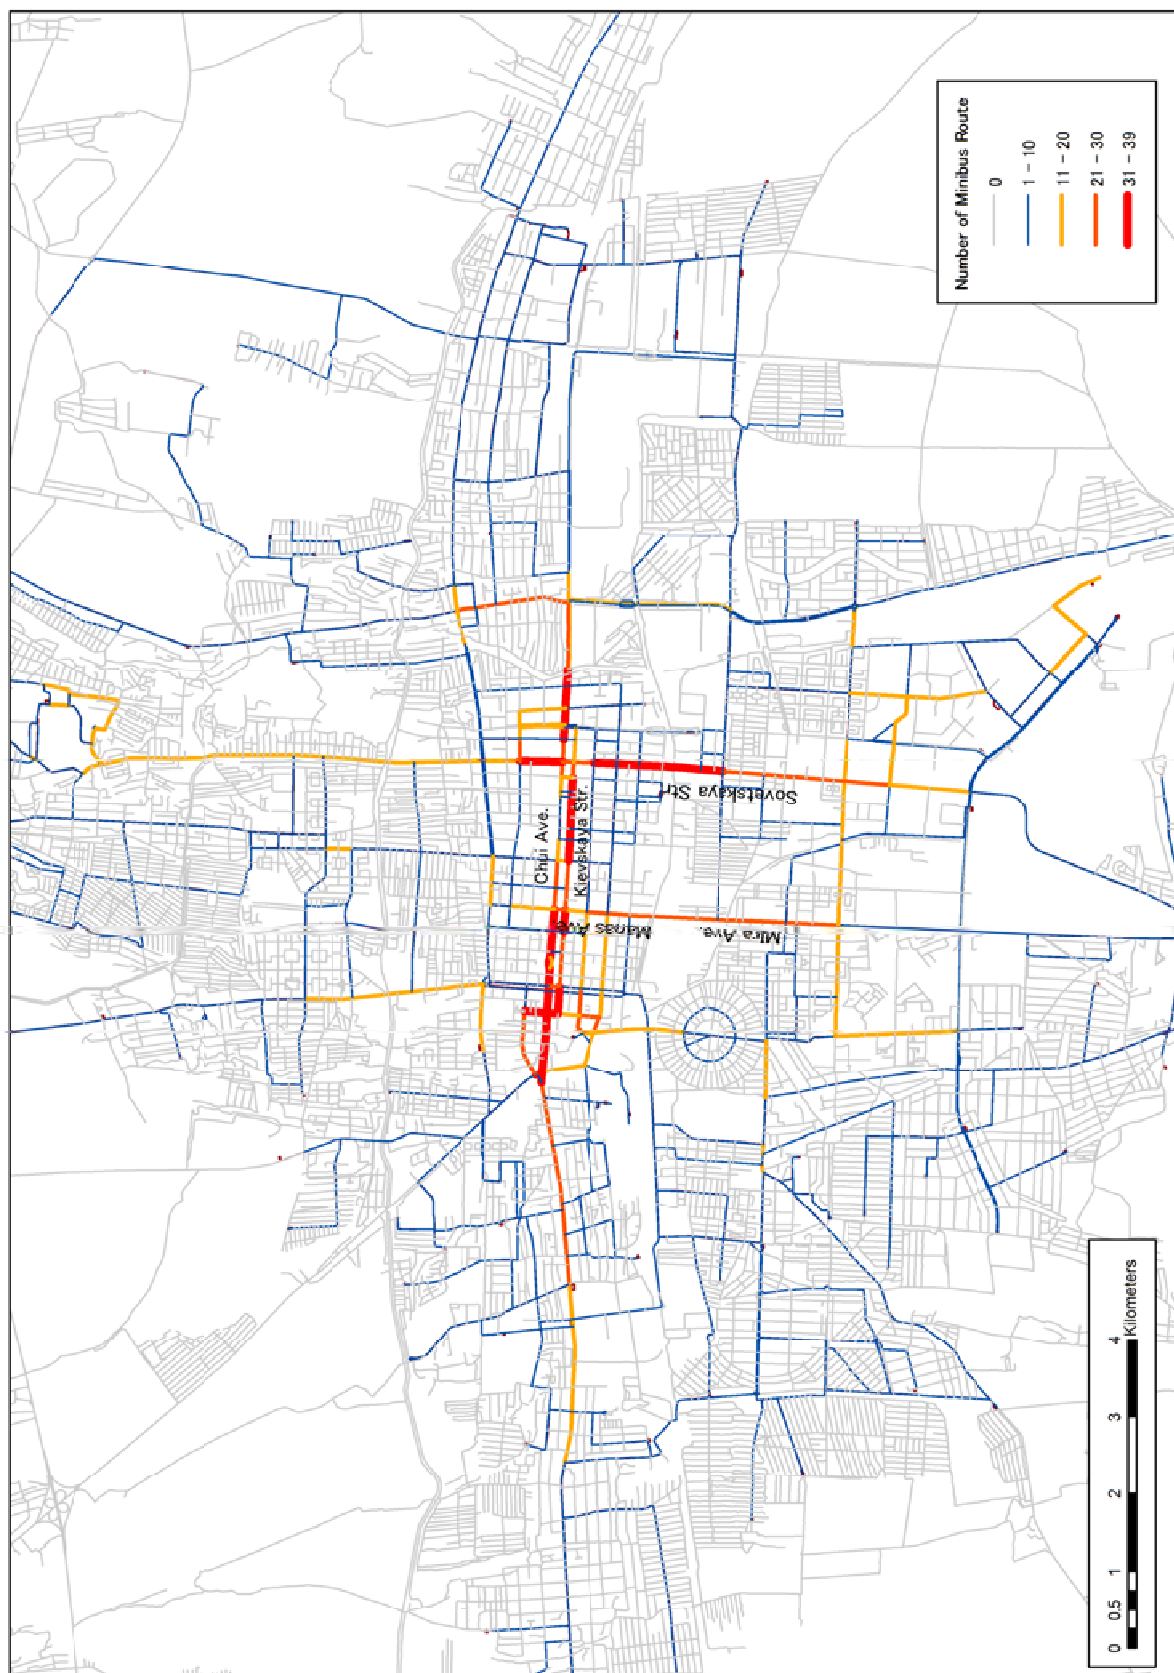 Number of Minibus Route
0
1 - 10
11 - 20
21 - 30
31 - 39
Chui Ave.
Kievskaya Str.
Sovetskaya Str
Manas Ave.
Mira Ave.
0 0.5 1 2 3 4
Kilometers